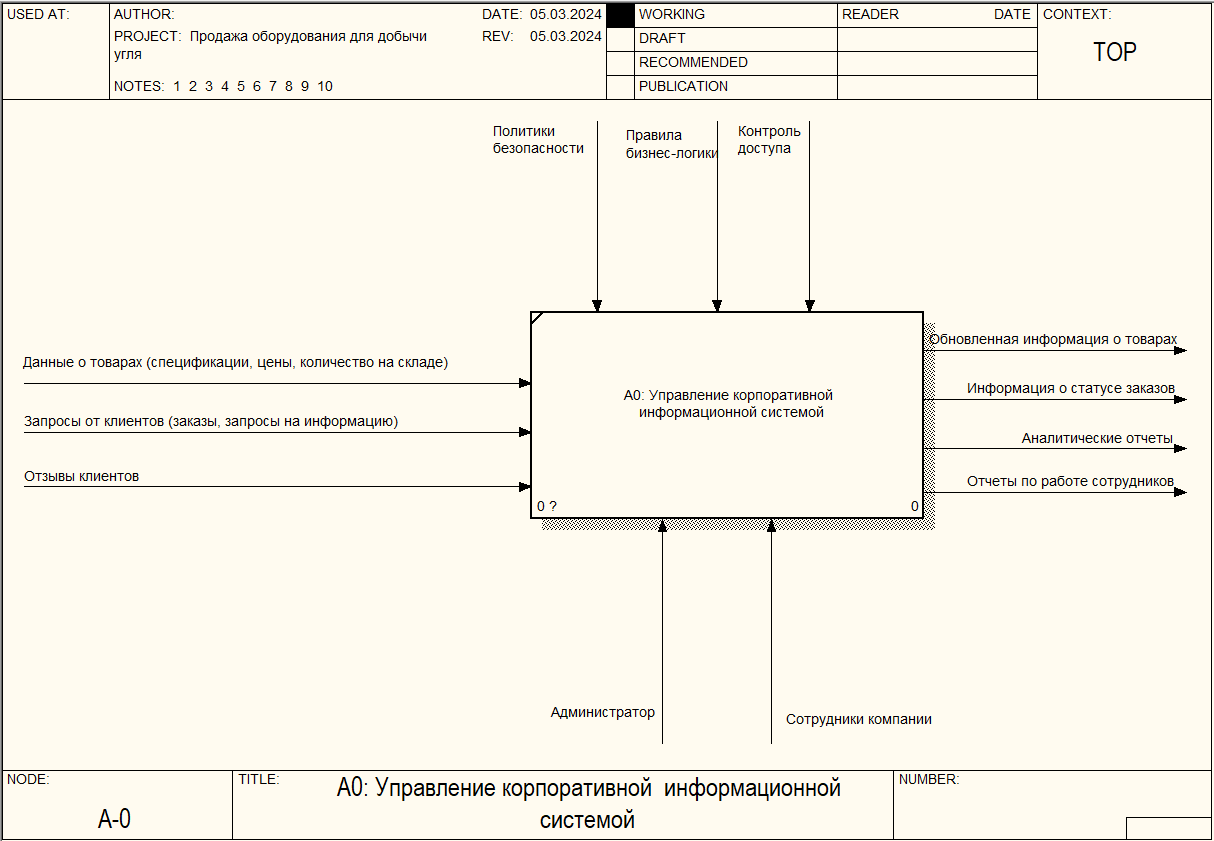 USED AT:
AUTHOR:
DATE: 05.03.2024
PROJECT: Продажа оборудования для добычи
угля
REV: 05.03.2024
NOTES: 1 2 3 4 5 6 7 8 9 10
WORKING
DRAFT
RECOMMENDED
PUBLICATION
READER
DATE
CONTEXT:
TOP
Политики
безопасности
Правила
бизнес-логики
Контроль
доступа
Данные о товарах (спецификации, цены, количество на складе)
Запросы от клиентов (заказы, запросы на информацию)
Отзывы клиентов
А0: Управление корпоративной
информационной системой
0 ?
0
Обновленная информация о товарах
Информация о статусе заказов
Аналитические отчеты
Отчеты по работе сотрудников
Администратор
Сотрудники компании
NODE:
A-0
TITLE:
А0: Управление корпоративной информационной
системой
NUMBER: